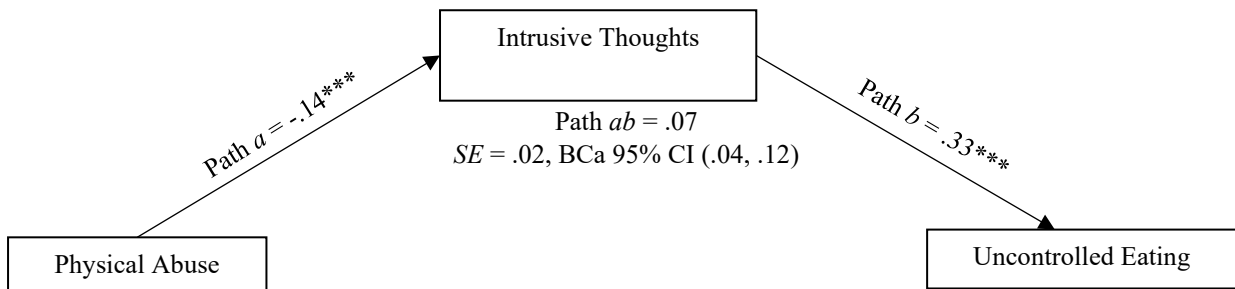 Intrusive Thoughts
Path a = -.14***
Path b = .33***
Path ab = .07
SE = .02, BCa 95% CI (.04, .12)
Physical Abuse
Uncontrolled Eating